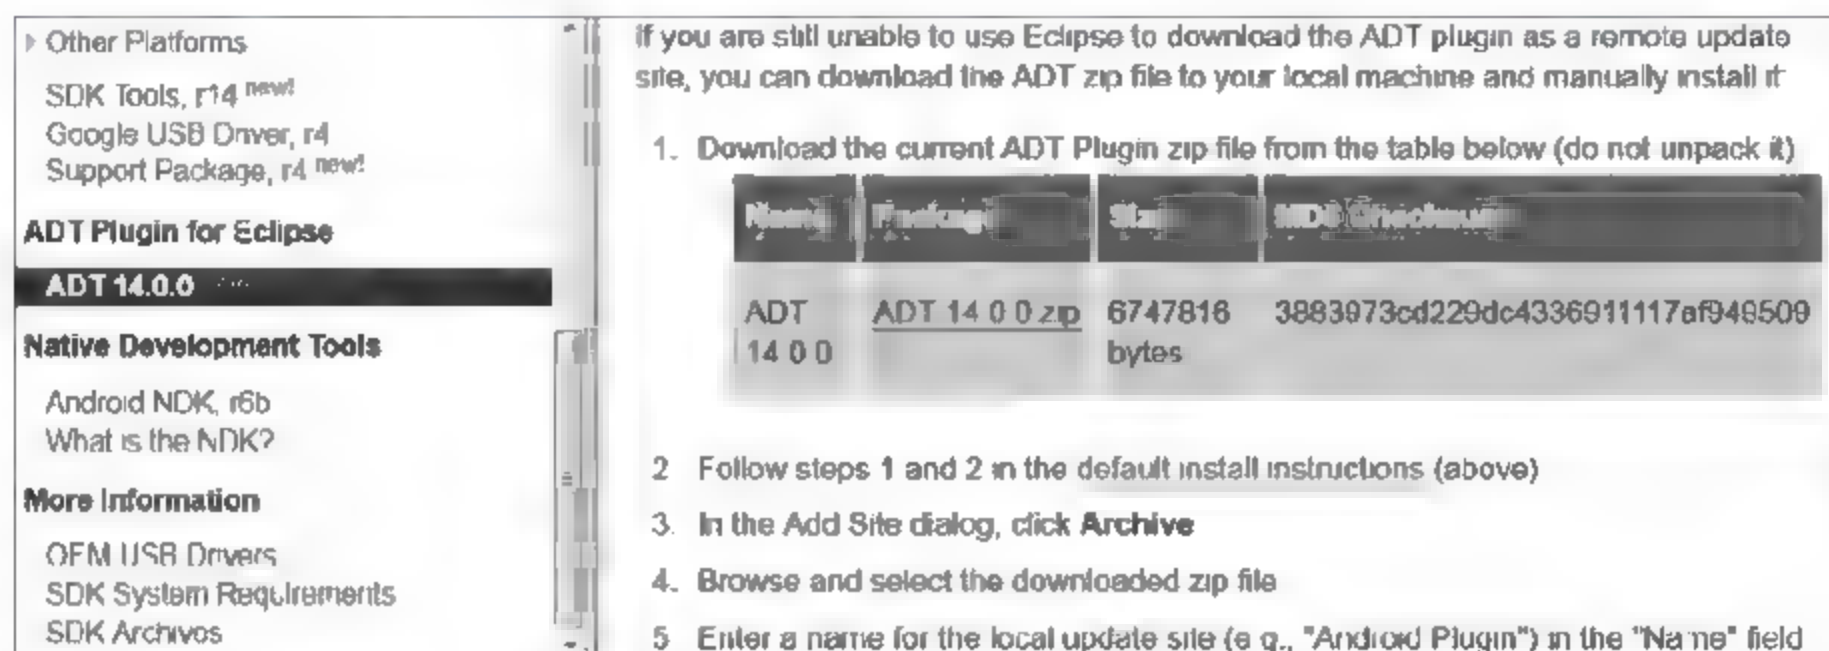 Other Platforms
SDK Tools, r14 new!
Google USB Driver, r4
Support Package, r4 new!
ADT Plugin for Eclipse
ADT 14.0.0
Native Development Tools
Android NDK, r6b
What is the NDK?
More Information
OEM USB Drivers
SDK System Requirements
SDK Archives
If you are still unable to use Eclipse to download the ADT plugin as a remote update
site, you can download the ADT zip file to your local machine and manually install it
1. Download the current ADT Plugin zip file from the table below (do not unpack it)
Name Package Size MD5 Checksum
ADT 14.0.0.zip 6747816 3883973cd229dc4336911117af949509
ADT
14.0.0 bytes
2 Follow steps 1 and 2 in the default install instructions (above)
3. In the Add Site dialog, click Archive
4. Browse and select the downloaded zip file
5 Enter a name for the local update site (e.g., "Android Plugin") in the "Name" field